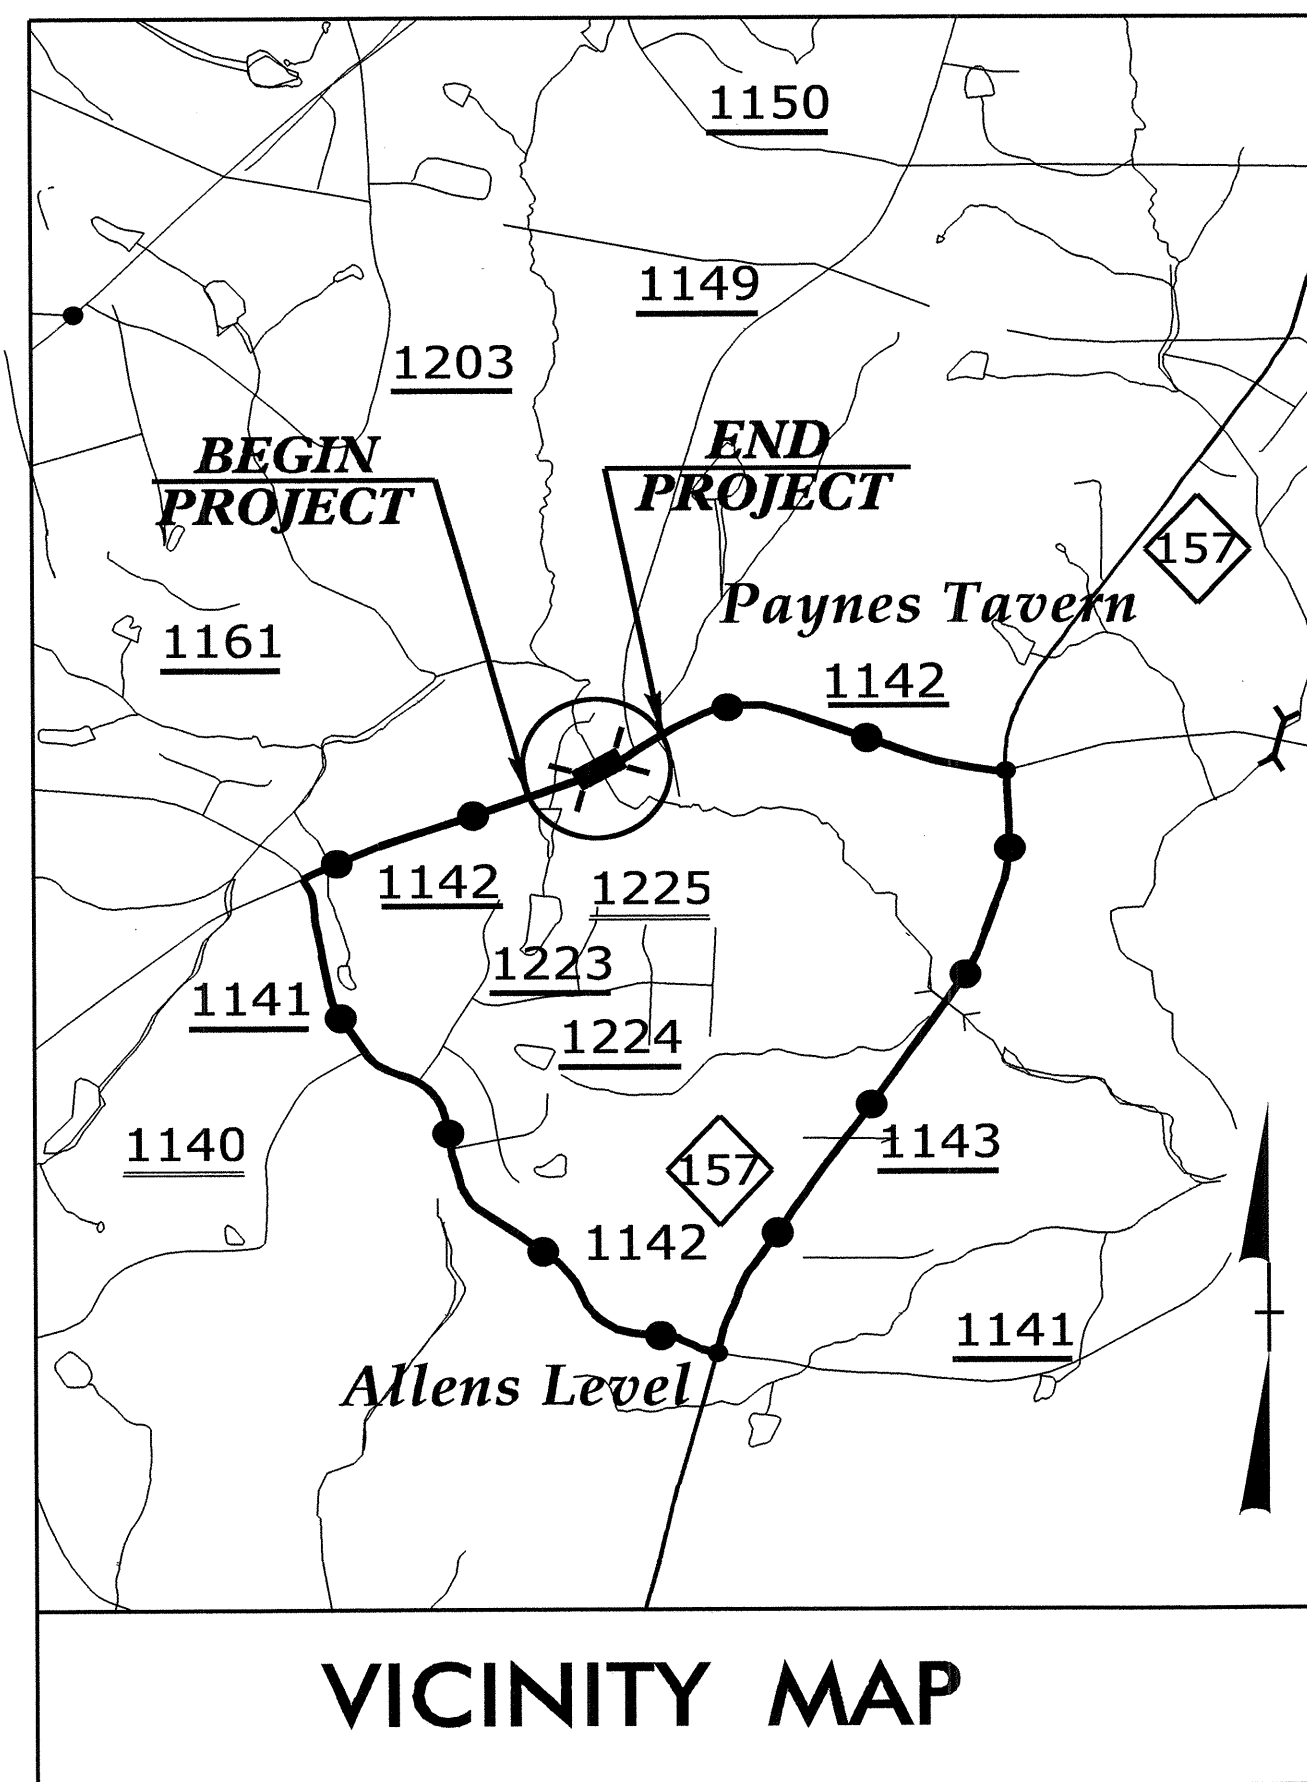 1150
1149
1203
BEGIN
PROJECT
END
PROJECT
157
Paynes Tavern
1161
1142
1142
1225
1223
1141
1224
1140
157
1143
1142
1141
Allens Level
VICINITY MAP